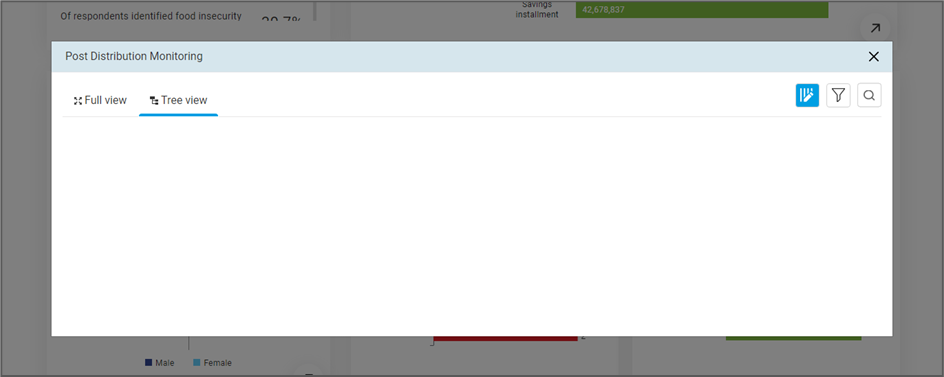 Of respondents identified food insecurity
Savings
installment
42,678,837
Post Distribution Monitoring
Full view
Tree view
Male
Female